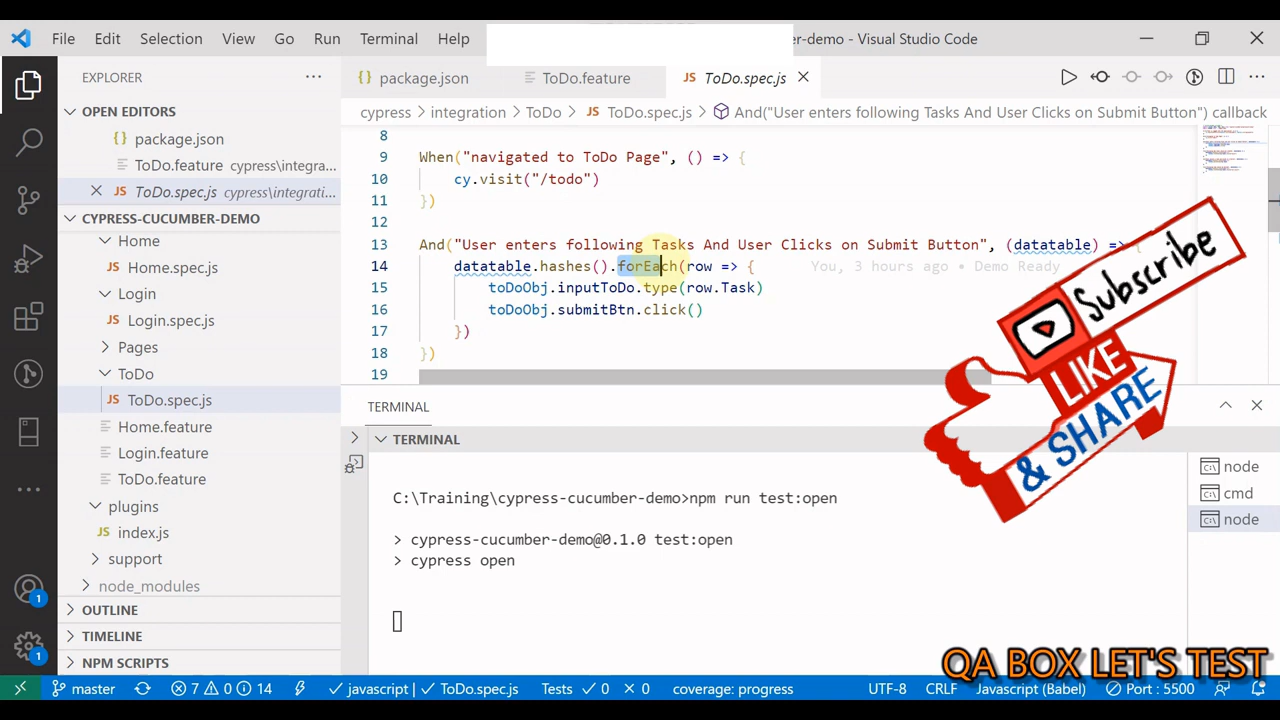 File Edit Selection View Go Run Terminal Help
er-demo - Visual Studio Code
EXPLORER
OPEN EDITORS
package.json
ToDo.feature cypress\integra...
ToDo.spec.js cypress\integrati...
CYPRESS-CUCUMBER-DEMO
Home
Home.spec.js
Login
Login.spec.js
Pages
ToDo
ToDo.spec.js
Home.feature
Login.feature
ToDo.feature
plugins
index.js
support
node_modules
OUTLINE
TIMELINE
NPM SCRIPTS
package.json
ToDo.feature
ToDo.spec.js
cypress > integration > ToDo > JS ToDo.spec.js > And("User enters following Tasks And User Clicks on Submit Button") callback
8
9 When("navigated to ToDo Page", () => {
10 cy.visit("/todo")
11 })
12
13 And("User enters following Tasks And User Clicks on Submit Button", (datatable) => {
14 datatable.hashes().forEach(row => { You, 3 hours ago • Demo Ready
15 toDoObj.inputToDo.type(row.Task)
16 toDoObj.submitBtn.click()
17 })
18 })
19
Subscribe
LIKE
& SHARE
TERMINAL
TERMINAL
C:\Training\cypress-cucumber-demo>npm run test:open
> cypress-cucumber-demo@0.1.0 test:open
> cypress open
node
cmd
node
QA BOX LET'S TEST
master 7 0 14 javascript | ToDo.spec.js Tests 0 0 coverage: progress UTF-8 CRLF Javascript (Babel) Port : 5500